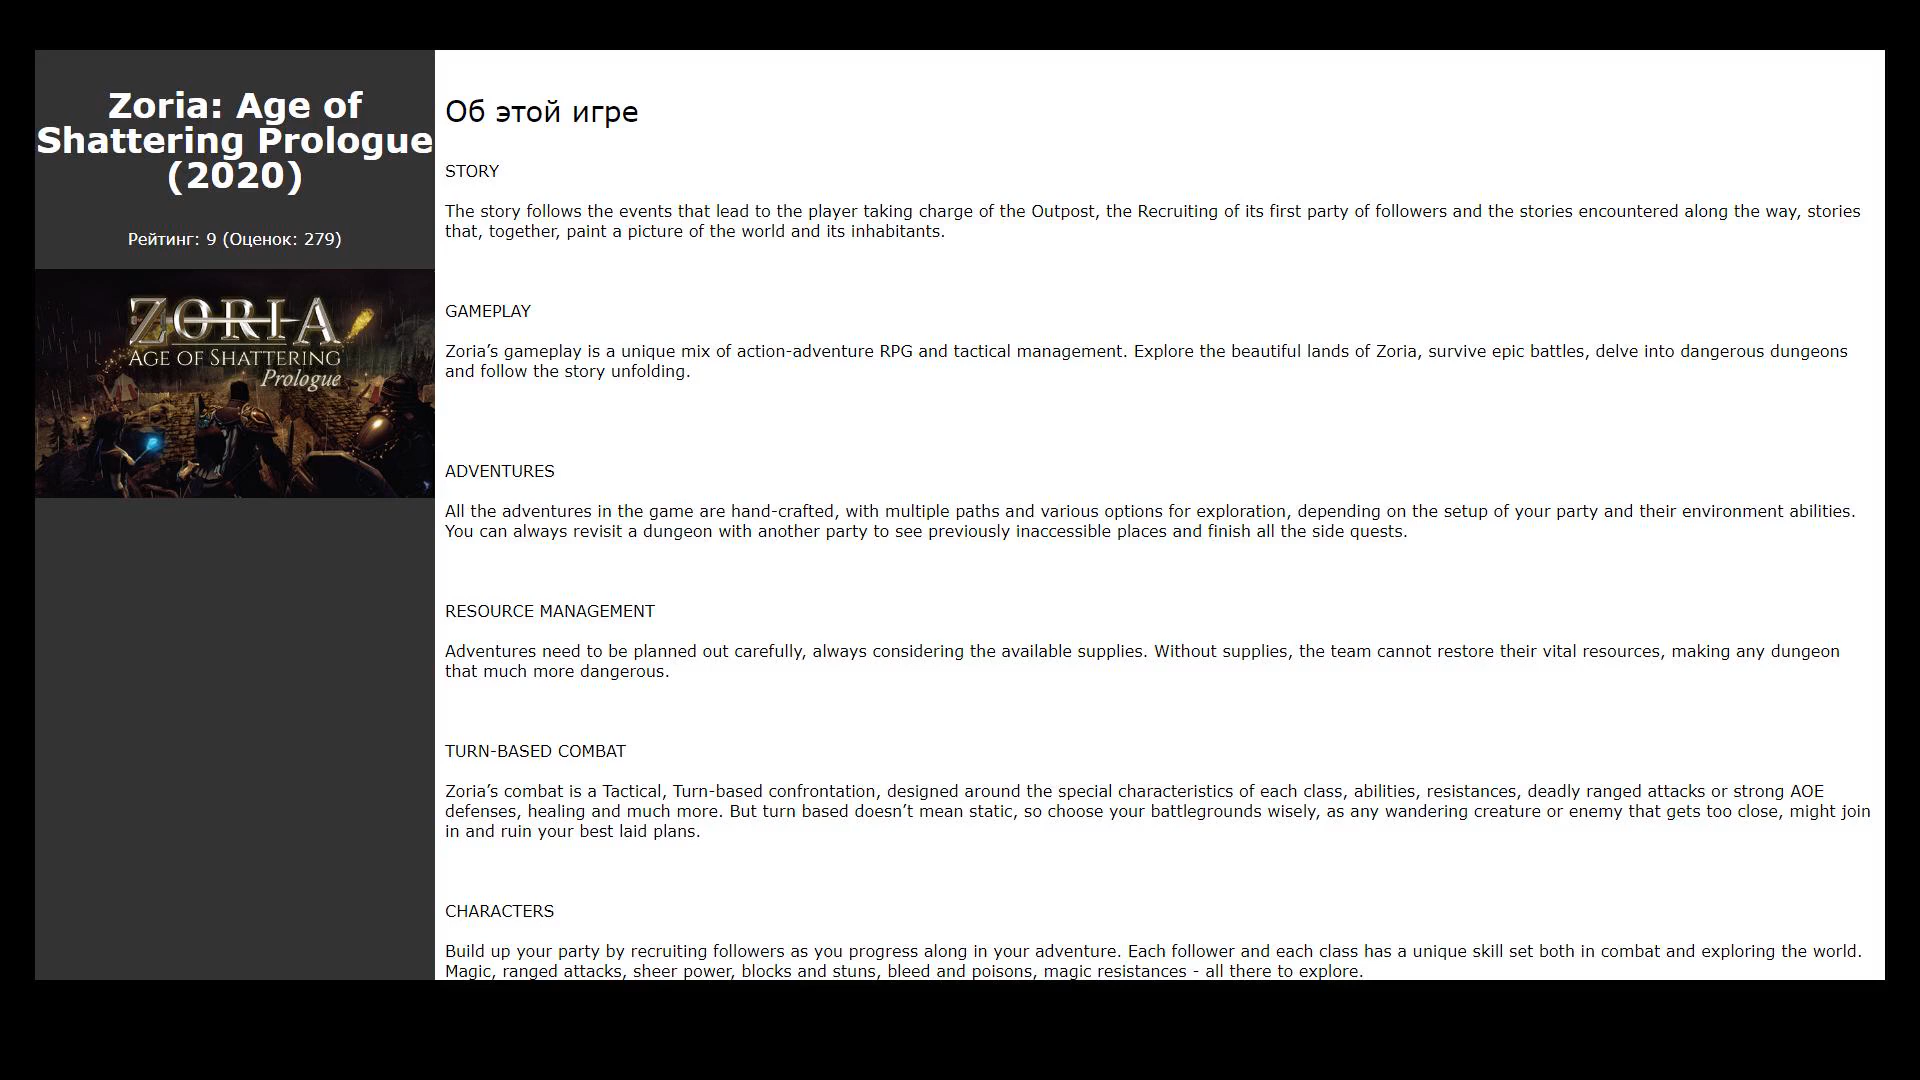 Zoria: Age of
Shattering Prologue
(2020)
Рейтинг: 9 (Оценок: 279)
ZORIA
AGE OF SHATTERING
Prologue
Об этой игре
STORY
The story follows the events that lead to the player taking charge of the Outpost, the Recruiting of its first party of followers and the stories encountered along the way, stories
that, together, paint a picture of the world and its inhabitants.
GAMEPLAY
Zoria’s gameplay is a unique mix of action-adventure RPG and tactical management. Explore the beautiful lands of Zoria, survive epic battles, delve into dangerous dungeons
and follow the story unfolding.
ADVENTURES
All the adventures in the game are hand-crafted, with multiple paths and various options for exploration, depending on the setup of your party and their environment abilities.
You can always revisit a dungeon with another party to see previously inaccessible places and finish all the side quests.
RESOURCE MANAGEMENT
Adventures need to be planned out carefully, always considering the available supplies. Without supplies, the team cannot restore their vital resources, making any dungeon
that much more dangerous.
TURN-BASED COMBAT
Zoria’s combat is a Tactical, Turn-based confrontation, designed around the special characteristics of each class, abilities, resistances, deadly ranged attacks or strong AOE
defenses, healing and much more. But turn based doesn’t mean static, so choose your battlegrounds wisely, as any wandering creature or enemy that gets too close, might join
in and ruin your best laid plans.
CHARACTERS
Build up your party by recruiting followers as you progress along in your adventure. Each follower and each class has a unique skill set both in combat and exploring the world.
Magic, ranged attacks, sheer power, blocks and stuns, bleed and poisons, magic resistances - all there to explore.